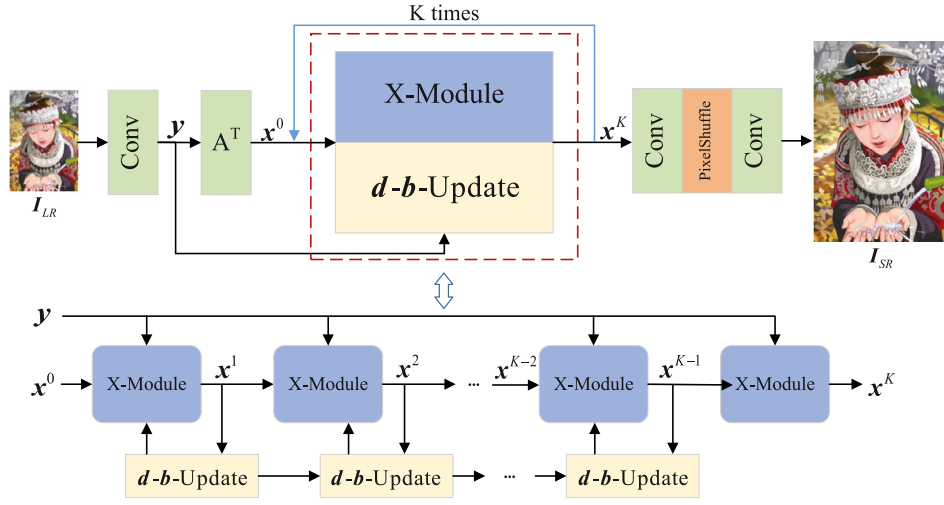 K times
X-Module
d-b-Update
I_LR
Conv
y
A^T
x^0
x^K
Conv
PixelShuffle
Conv
I_SR
y
x^0
X-Module
x^1
X-Module
x^2
...
x^{K-2}
X-Module
x^{K-1}
X-Module
x^K
d-b-Update
d-b-Update
...
d-b-Update